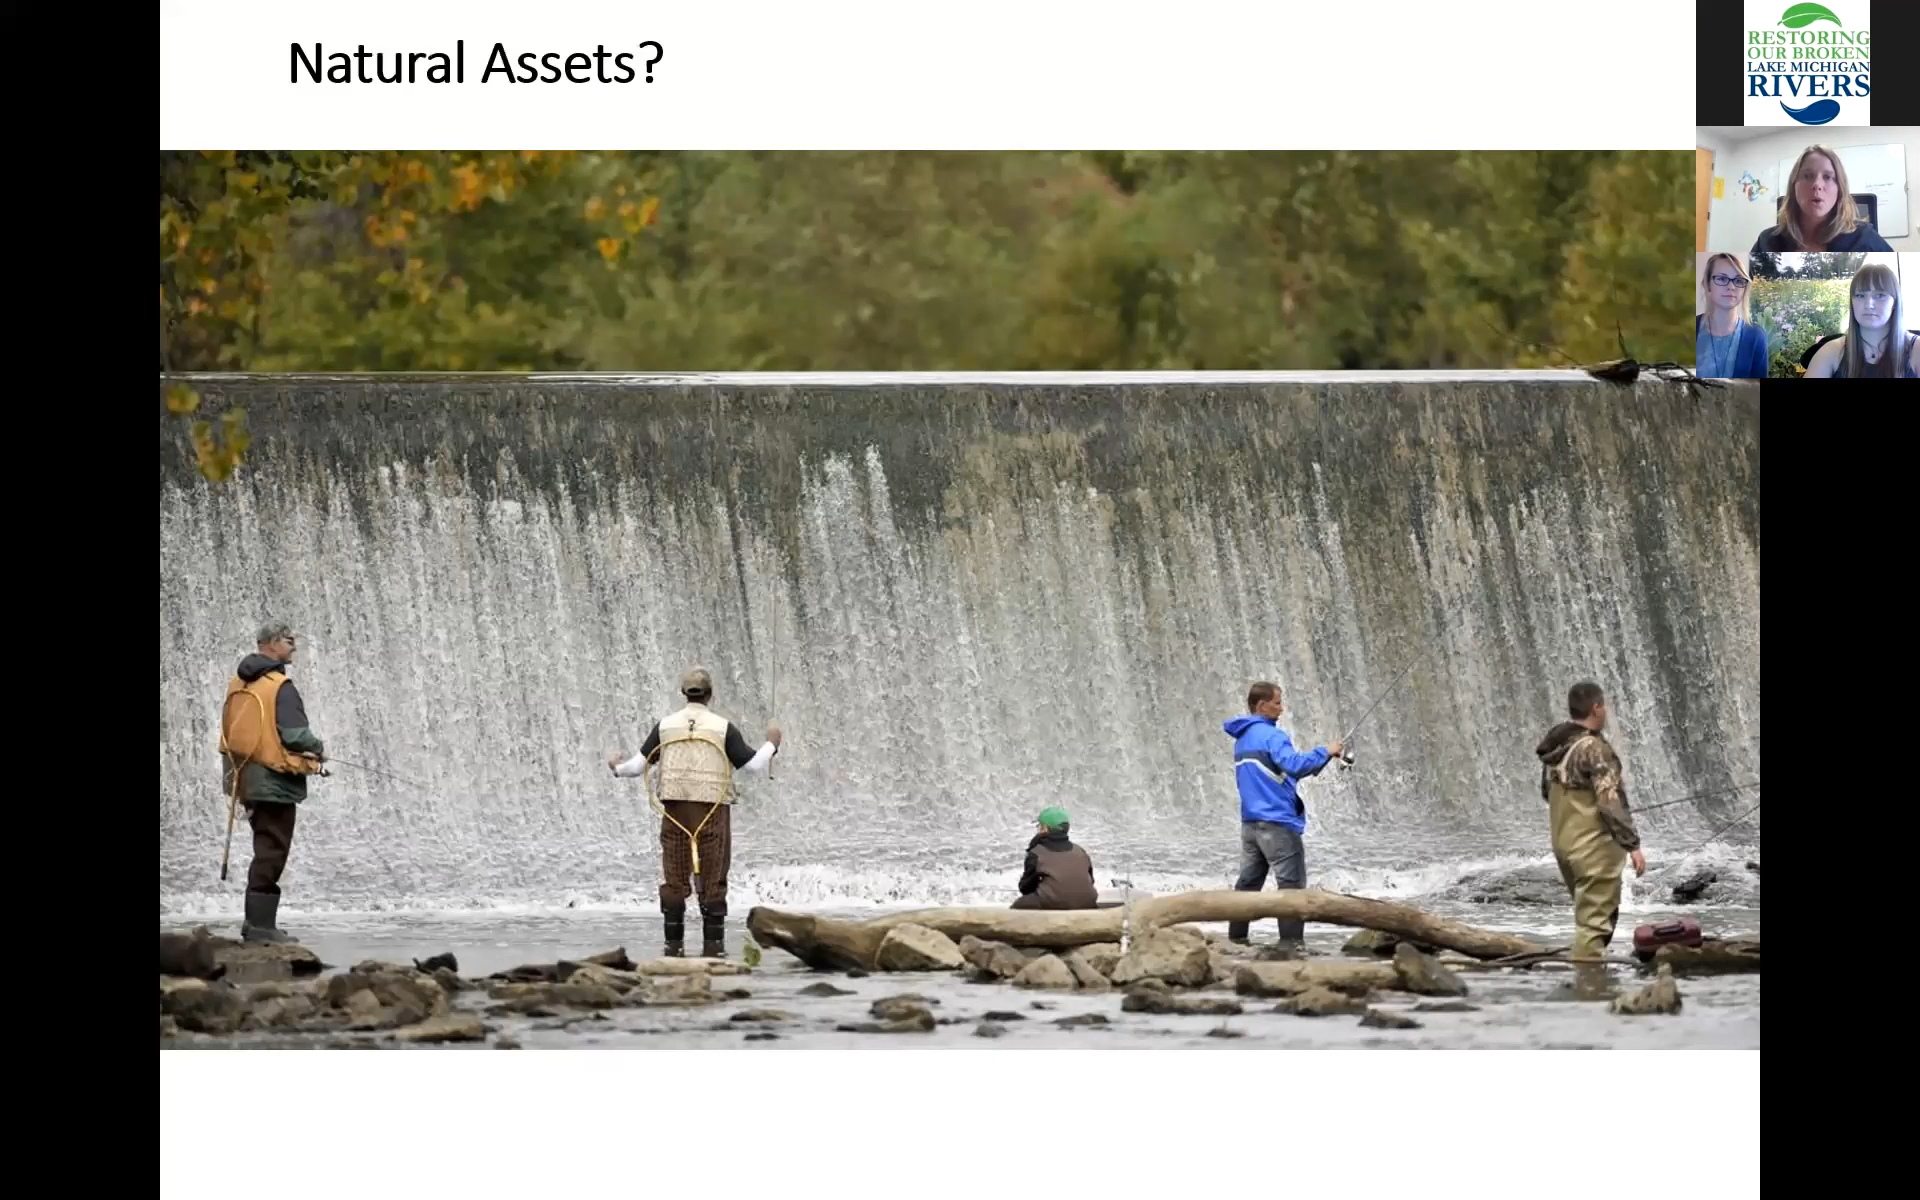 Natural Assets?
RESTORING
OUR BROKEN
LAKE MICHIGAN
RIVERS